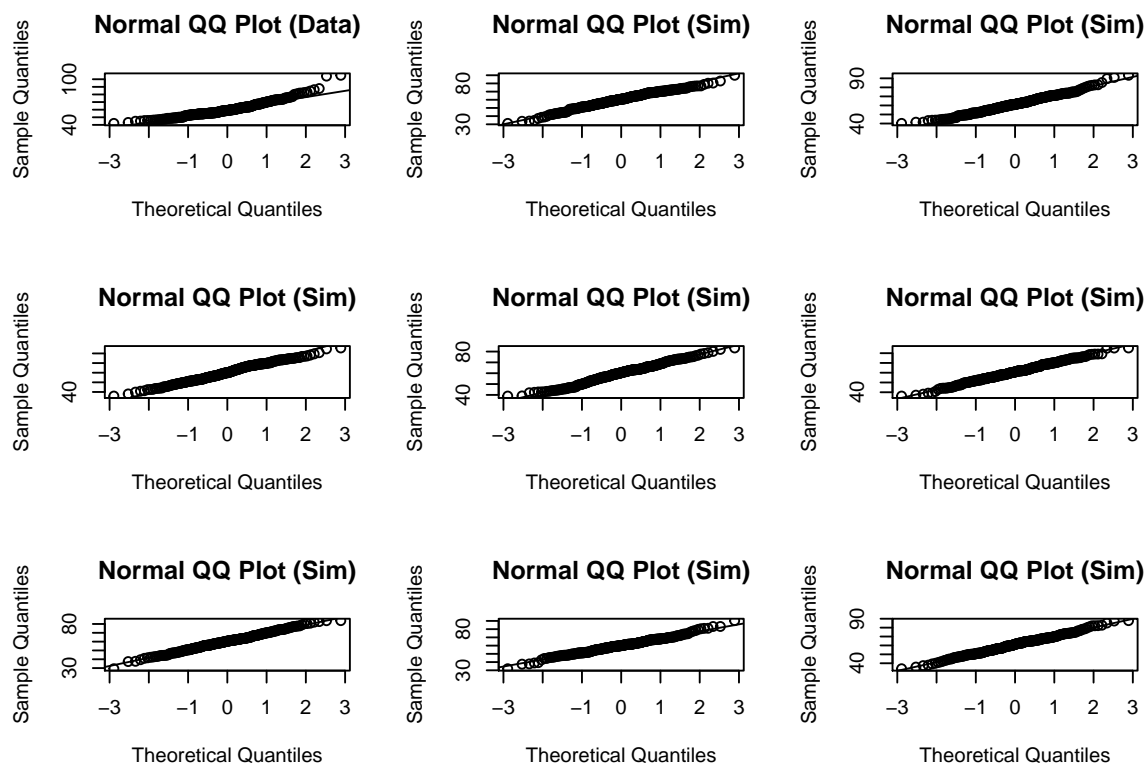 Normal QQ Plot (Data)
Sample Quantiles
100
40
−3 −1 0 1 2 3
Theoretical Quantiles
Normal QQ Plot (Sim)
Sample Quantiles
80
30
−3 −1 0 1 2 3
Theoretical Quantiles
Normal QQ Plot (Sim)
Sample Quantiles
90
40
−3 −1 0 1 2 3
Theoretical Quantiles
Normal QQ Plot (Sim)
Sample Quantiles
40
−3 −1 0 1 2 3
Theoretical Quantiles
Normal QQ Plot (Sim)
Sample Quantiles
80
40
−3 −1 0 1 2 3
Theoretical Quantiles
Normal QQ Plot (Sim)
Sample Quantiles
40
−3 −1 0 1 2 3
Theoretical Quantiles
Normal QQ Plot (Sim)
Sample Quantiles
80
30
−3 −1 0 1 2 3
Theoretical Quantiles
Normal QQ Plot (Sim)
Sample Quantiles
80
30
−3 −1 0 1 2 3
Theoretical Quantiles
Normal QQ Plot (Sim)
Sample Quantiles
90
40
−3 −1 0 1 2 3
Theoretical Quantiles